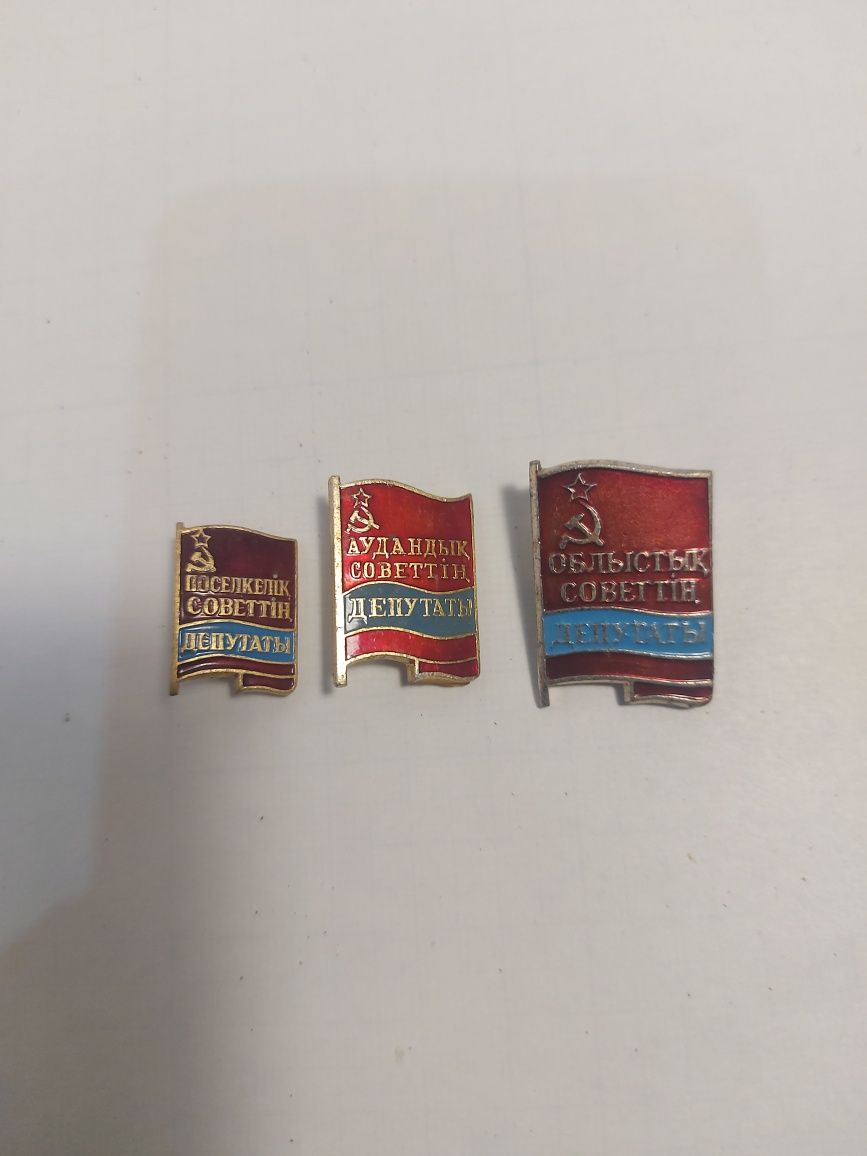 ПОСЕЛКЕЛІК
СОВЕТТІҢ
ДЕПУТАТЫ
АУДАНДЫҚ
СОВЕТТІҢ
ДЕПУТАТЫ
ОБЛЫСТЫҚ
СОВЕТТІҢ
ДЕПУТАТЫ